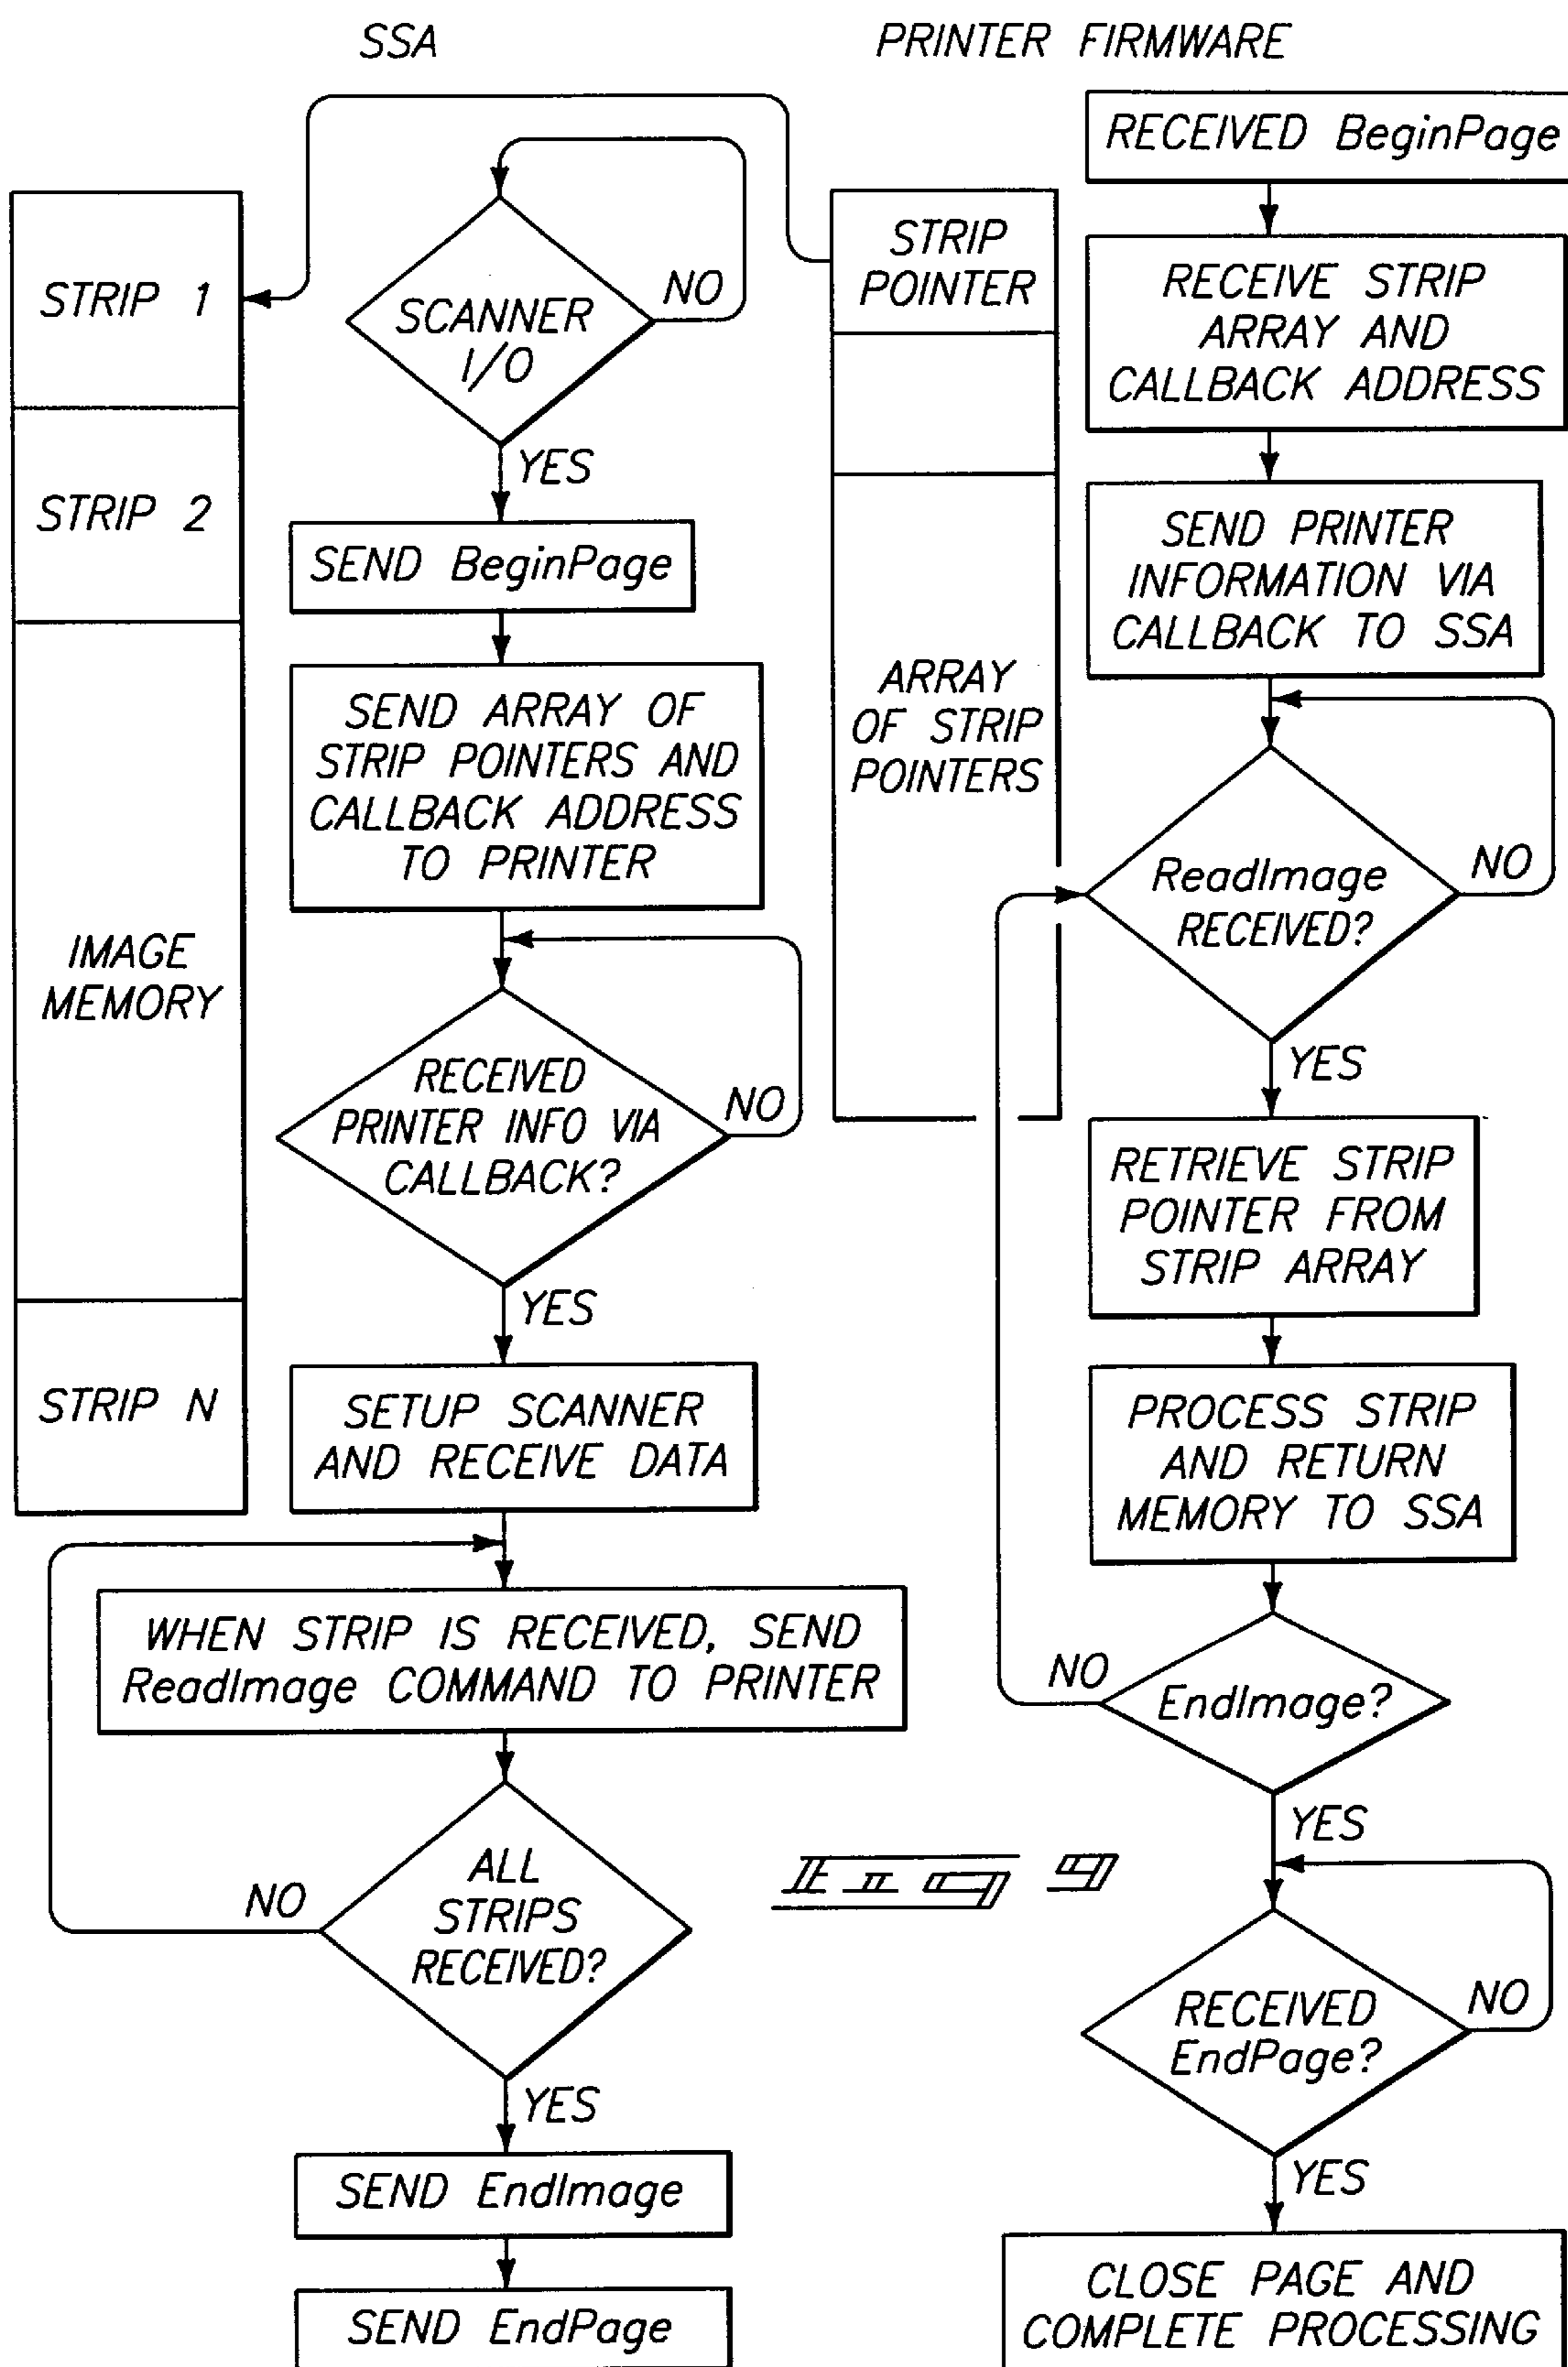 SSA
PRINTER FIRMWARE
STRIP 1
STRIP 2
IMAGE
MEMORY
STRIP N
SCANNER
I/O
NO
YES
SEND BeginPage
SEND ARRAY OF
STRIP POINTERS AND
CALLBACK ADDRESS
TO PRINTER
RECEIVED
PRINTER INFO VIA
CALLBACK?
NO
YES
SETUP SCANNER
AND RECEIVE DATA
WHEN STRIP IS RECEIVED, SEND
ReadImage COMMAND TO PRINTER
ALL
STRIPS
RECEIVED?
NO
YES
SEND EndImage
SEND EndPage
STRIP
POINTER
ARRAY
OF STRIP
POINTERS
RECEIVED BeginPage
RECEIVE STRIP
ARRAY AND
CALLBACK ADDRESS
SEND PRINTER
INFORMATION VIA
CALLBACK TO SSA
ReadImage
RECEIVED?
NO
YES
RETRIEVE STRIP
POINTER FROM
STRIP ARRAY
PROCESS STRIP
AND RETURN
MEMORY TO SSA
EndImage?
NO
YES
RECEIVED
EndPage?
NO
YES
CLOSE PAGE AND
COMPLETE PROCESSING
Fig 9